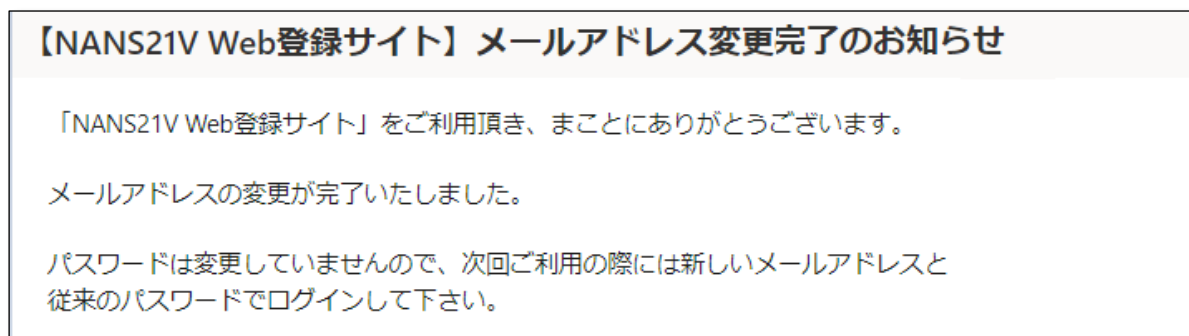 【NANS21V Web登録サイト】メールアドレス変更完了のお知らせ
「NANS21V Web登録サイト」をご利用頂き、まことにありがとうございます。
メールアドレスの変更が完了いたしました。
パスワードは変更していませんので、次回ご利用の際には新しいメールアドレスと
従来のパスワードでログインして下さい。